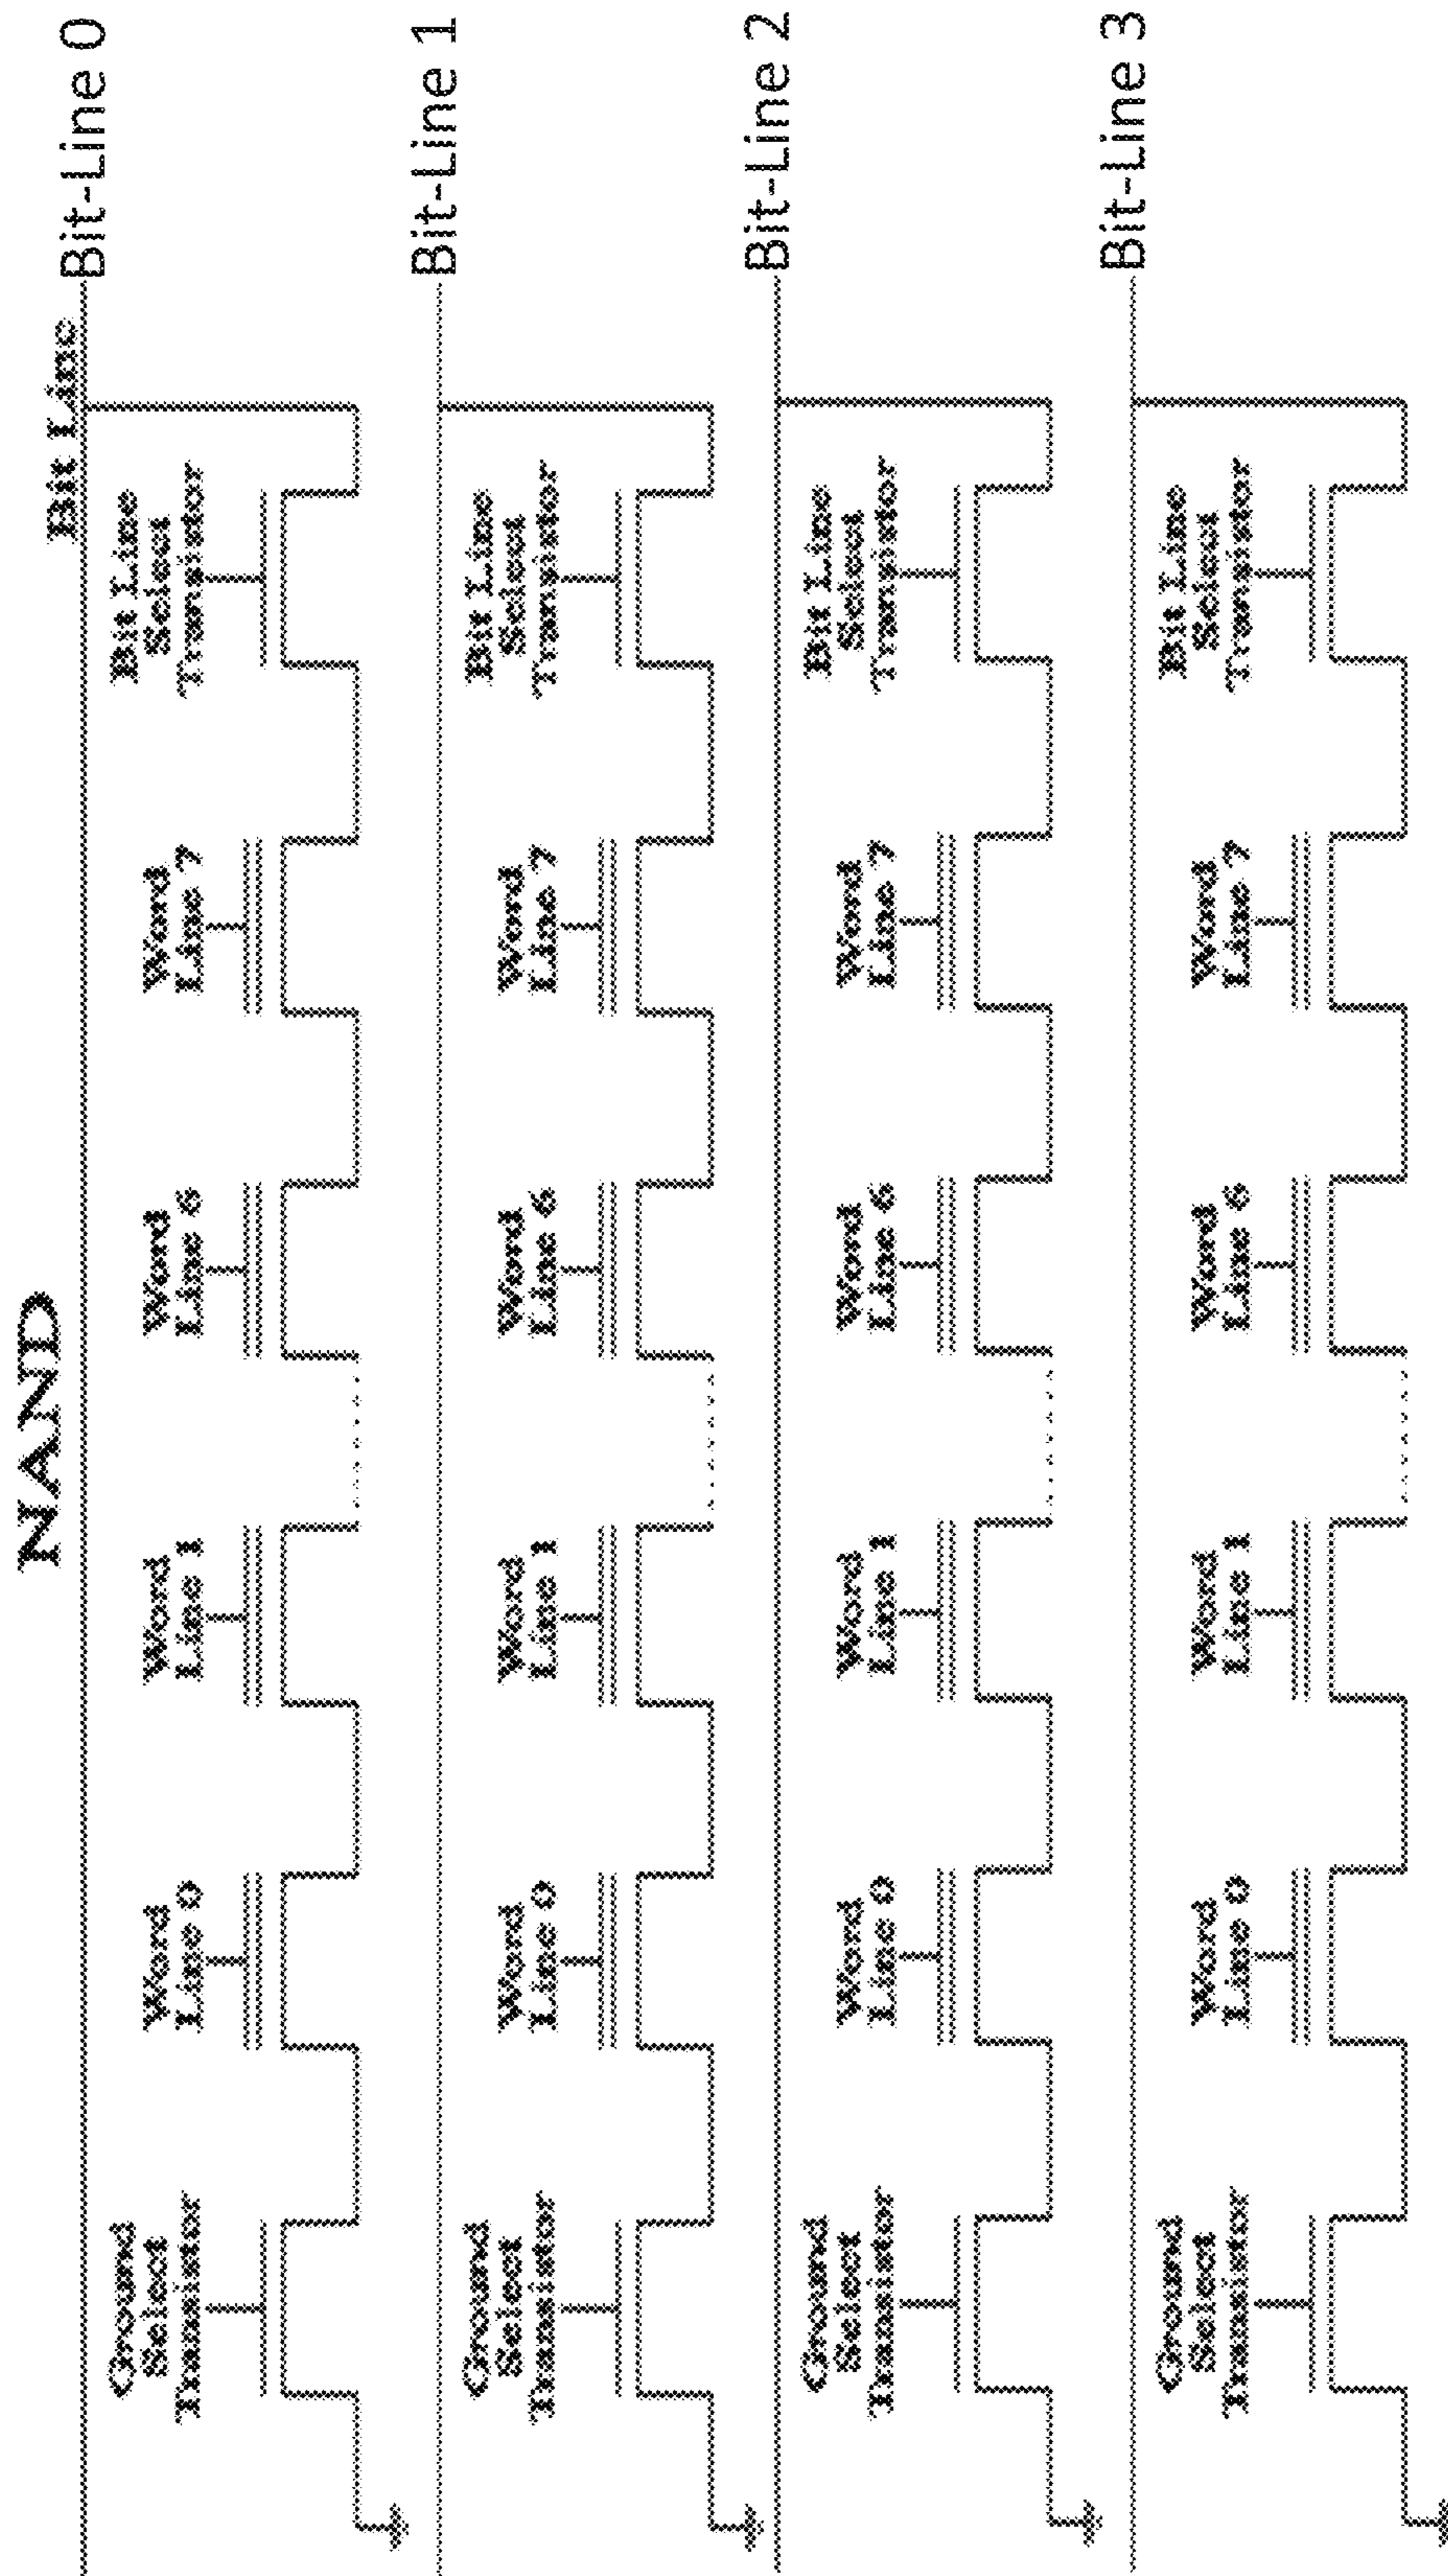 NAND
Bit Line
Bit-Line 0
Ground
Select
Transistor
Word
Line 0
Word
Line 1
Word
Line 6
Word
Line 7
Bit Line
Select
Transistor
Bit-Line 1
Ground
Select
Transistor
Word
Line 0
Word
Line 1
Word
Line 6
Word
Line 7
Bit Line
Select
Transistor
Bit-Line 2
Ground
Select
Transistor
Word
Line 0
Word
Line 1
Word
Line 6
Word
Line 7
Bit Line
Select
Transistor
Bit-Line 3
Ground
Select
Transistor
Word
Line 0
Word
Line 1
Word
Line 6
Word
Line 7
Bit Line
Select
Transistor